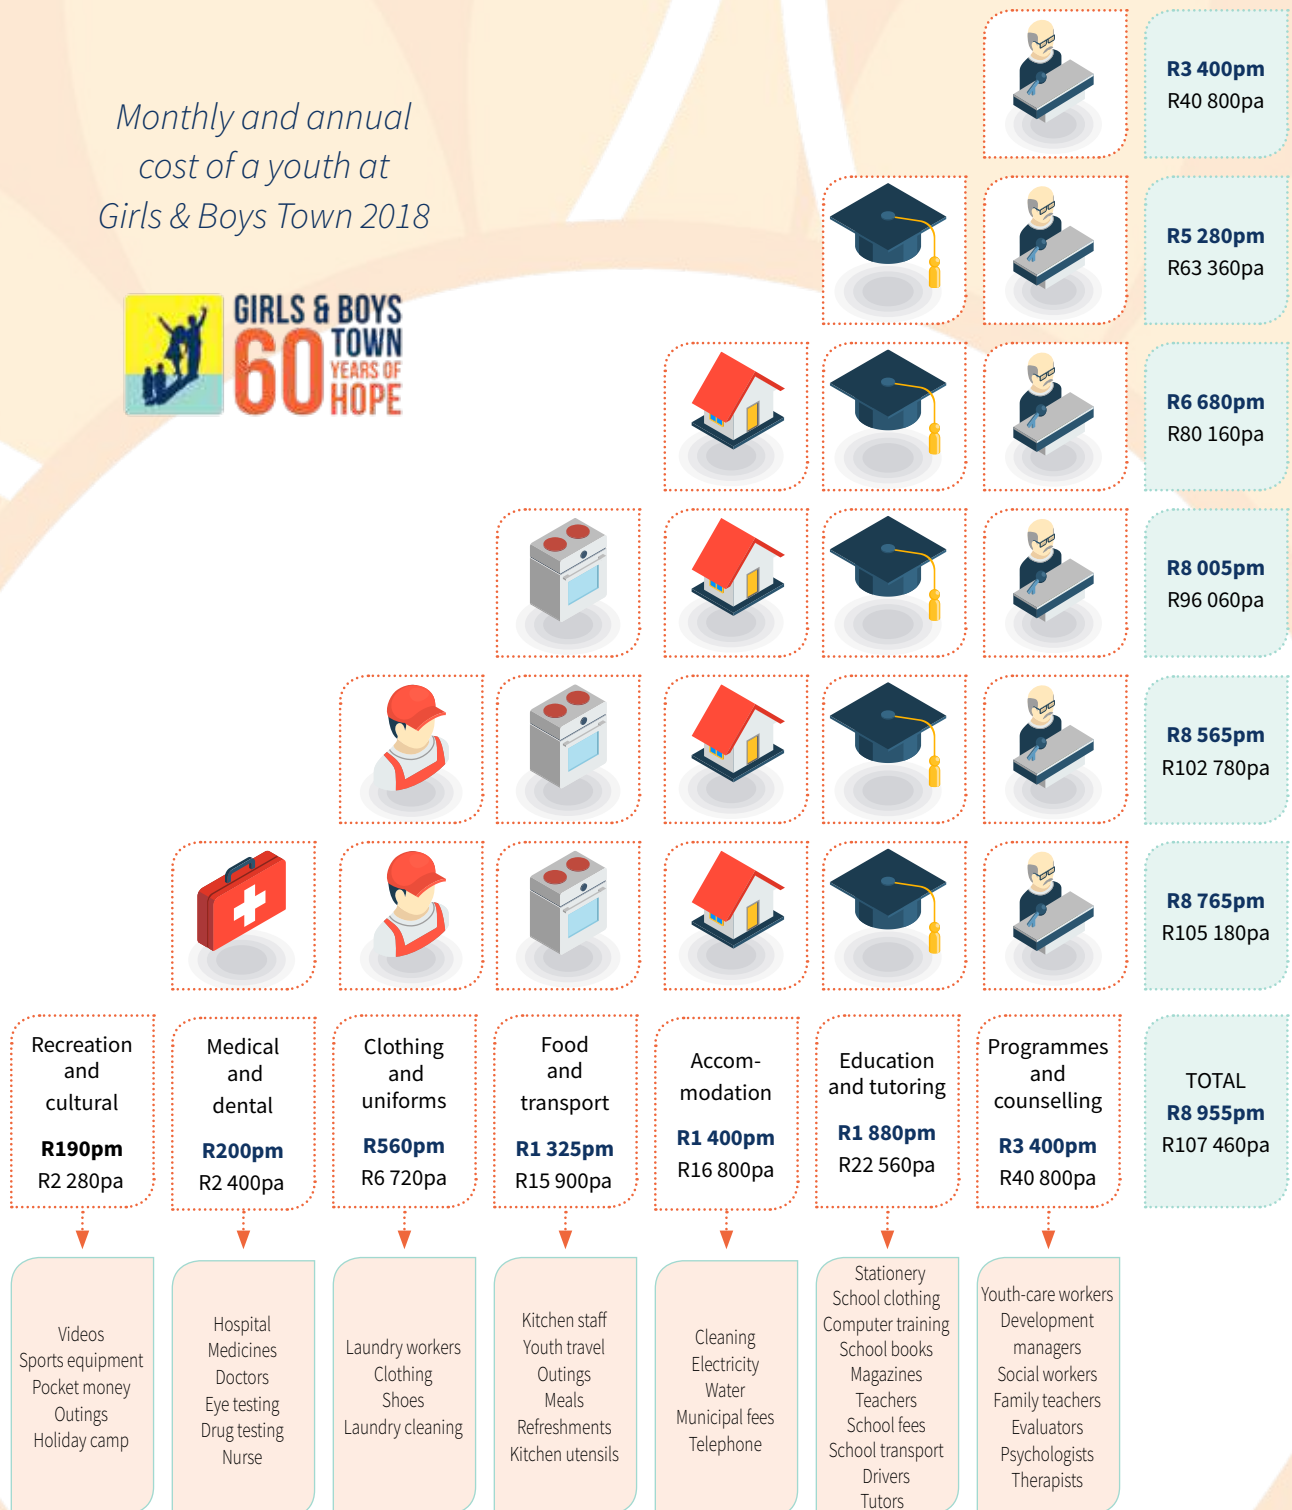 Monthly and annual
cost of a youth at
Girls & Boys Town 2018
GIRLS & BOYS
60 TOWN
YEARS OF
HOPE
R3 400pm
R40 800pa
R5 280pm
R63 360pa
R6 680pm
R80 160pa
R8 005pm
R96 060pa
R8 565pm
R102 780pa
R8 765pm
R105 180pa
Recreation
and
cultural
R190pm
R2 280pa
Medical
and
dental
R200pm
R2 400pa
Clothing
and
uniforms
R560pm
R6 720pa
Food
and
transport
R1 325pm
R15 900pa
Accom-
modation
R1 400pm
R16 800pa
Education
and tutoring
R1 880pm
R22 560pa
Programmes
and
counselling
R3 400pm
R40 800pa
TOTAL
R8 955pm
R107 460pa
Videos
Sports equipment
Pocket money
Outings
Holiday camp
Hospital
Medicines
Doctors
Eye testing
Drug testing
Nurse
Laundry workers
Clothing
Shoes
Laundry cleaning
Kitchen staff
Youth travel
Outings
Meals
Refreshments
Kitchen utensils
Cleaning
Electricity
Water
Municipal fees
Telephone
Stationery
School clothing
Computer training
School books
Magazines
Teachers
School fees
School transport
Drivers
Tutors
Youth-care workers
Development
managers
Social workers
Family teachers
Evaluators
Psychologists
Therapists